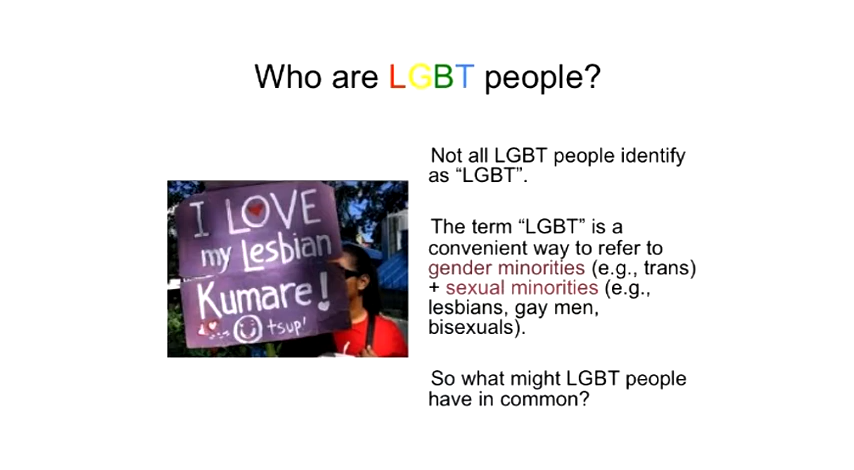 Who are LGBT people?
I LOVE
my Lesbian
Kumare!
tsup!
Not all LGBT people identify
as “LGBT”.
The term “LGBT” is a
convenient way to refer to
gender minorities (e.g., trans)
+ sexual minorities (e.g.,
lesbians, gay men,
bisexuals).
So what might LGBT people
have in common?